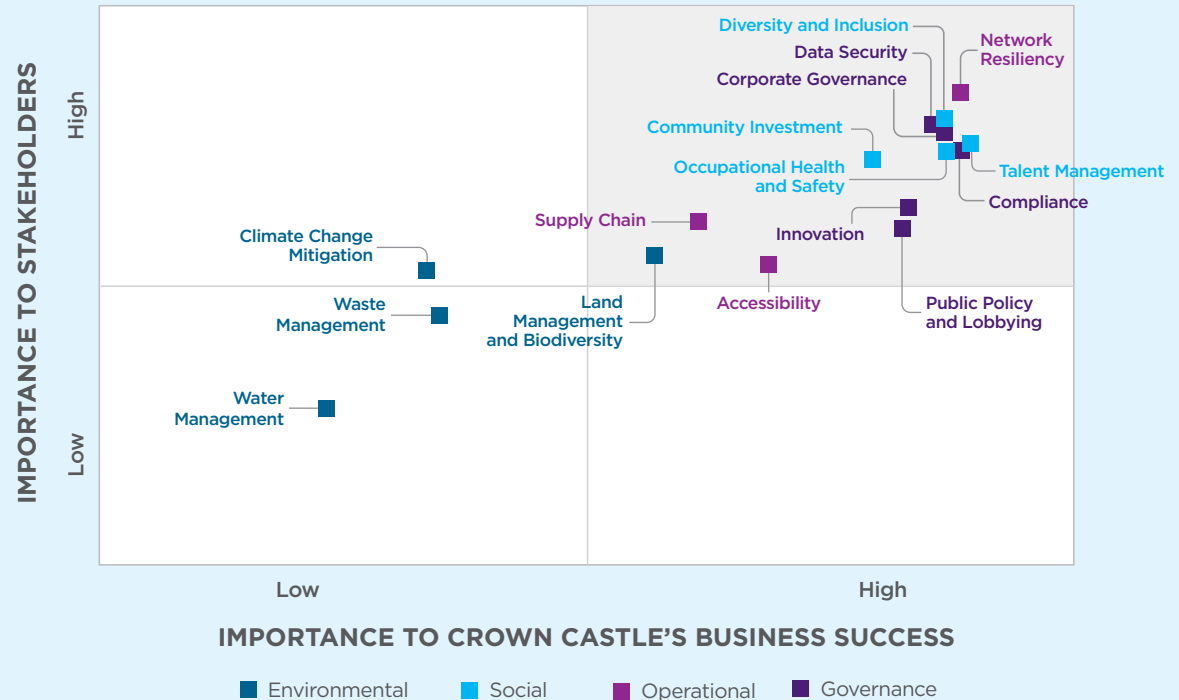 IMPORTANCE TO STAKEHOLDERS
High
Low
Diversity and Inclusion
Data Security
Corporate Governance
Network
Resiliency
Community Investment
Occupational Health
and Safety
Talent Management
Compliance
Supply Chain
Innovation
Climate Change
Mitigation
Waste
Management
Land
Management
and Biodiversity
Accessibility
Public Policy
and Lobbying
Water
Management
Low
High
IMPORTANCE TO CROWN CASTLE'S BUSINESS SUCCESS
Environmental
Social
Operational
Governance